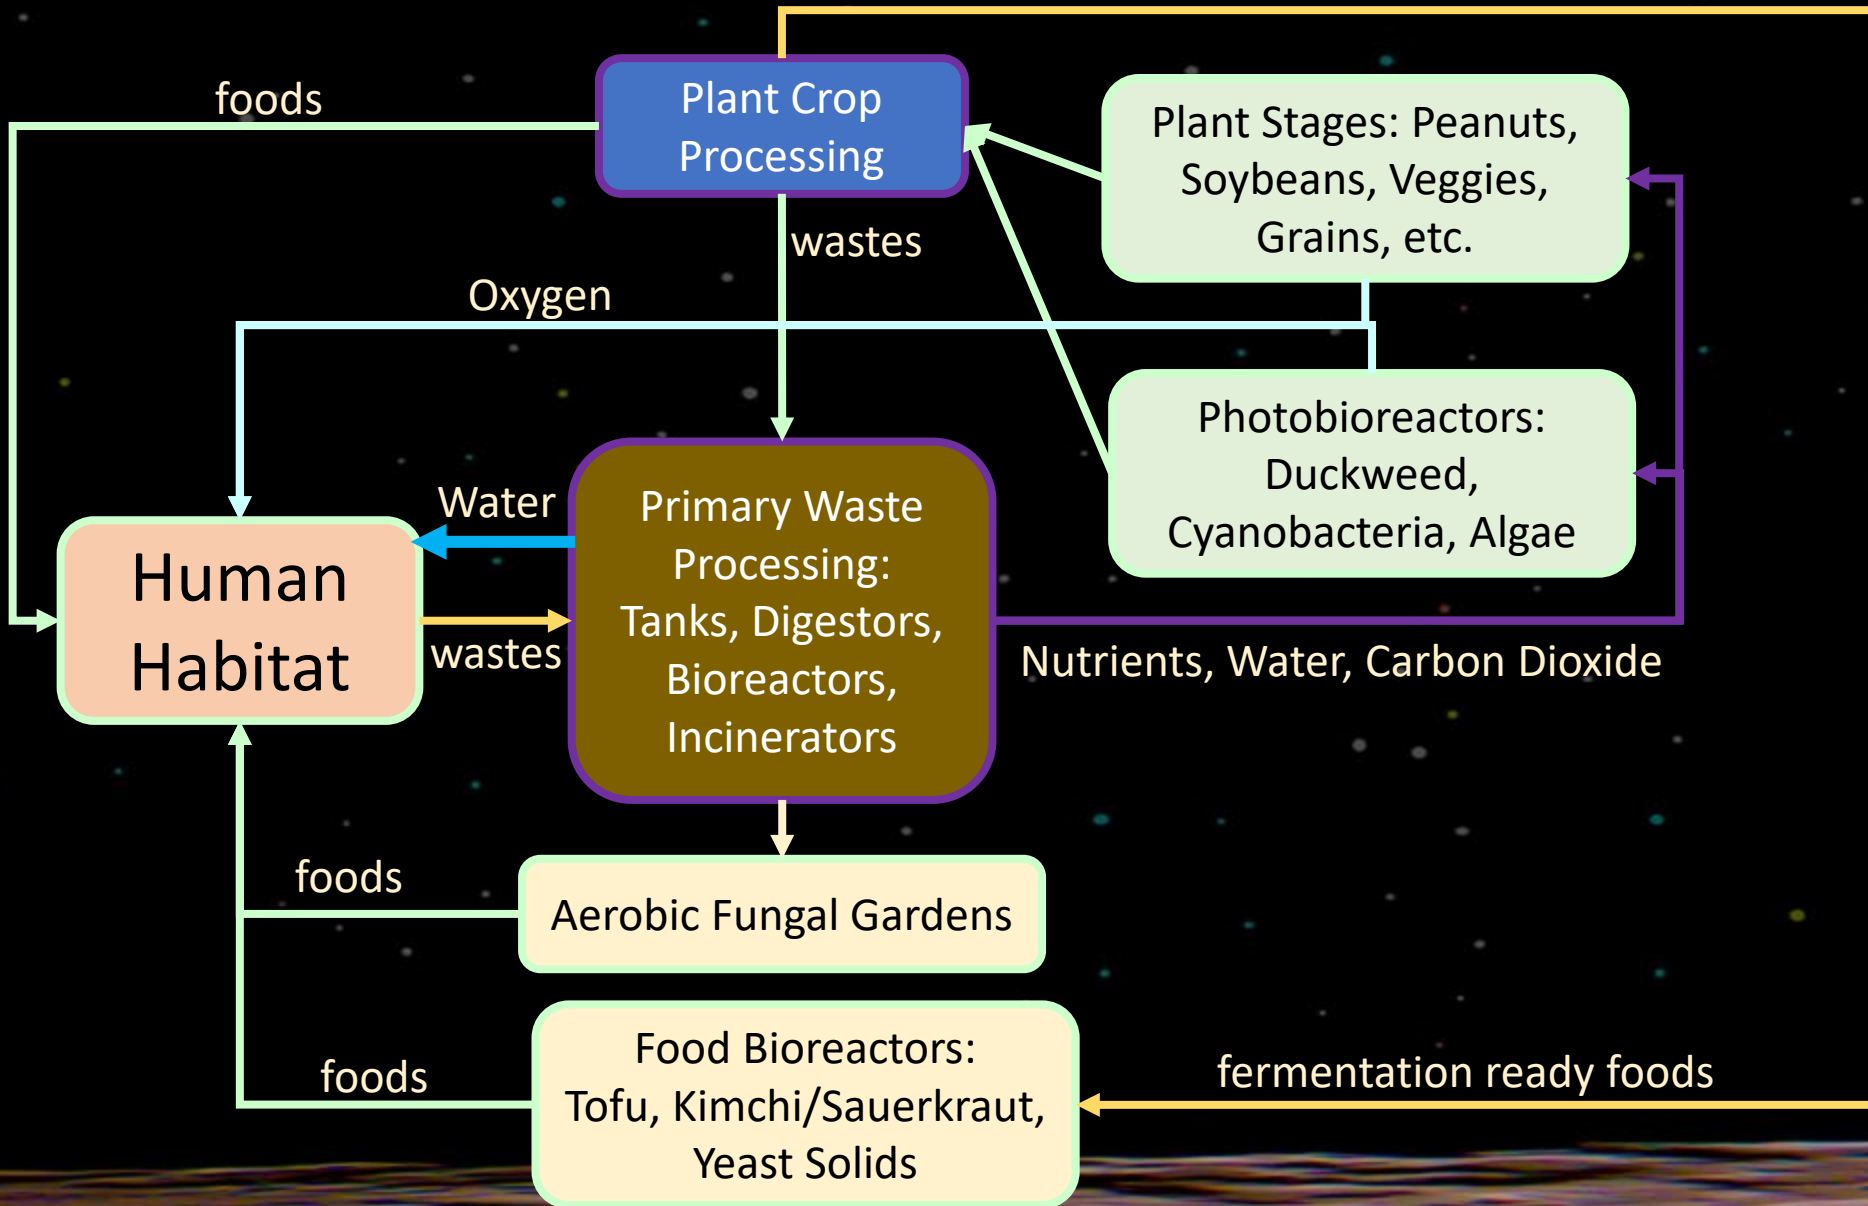 foods
Plant Crop
Processing
Plant Stages: Peanuts,
Soybeans, Veggies,
Grains, etc.
wastes
Oxygen
Photobioreactors:
Duckweed,
Cyanobacteria, Algae
Water
Human
Habitat
wastes
Primary Waste
Processing:
Tanks, Digestors,
Bioreactors,
Incinerators
Nutrients, Water, Carbon Dioxide
foods
Aerobic Fungal Gardens
foods
Food Bioreactors:
Tofu, Kimchi/Sauerkraut,
Yeast Solids
fermentation ready foods